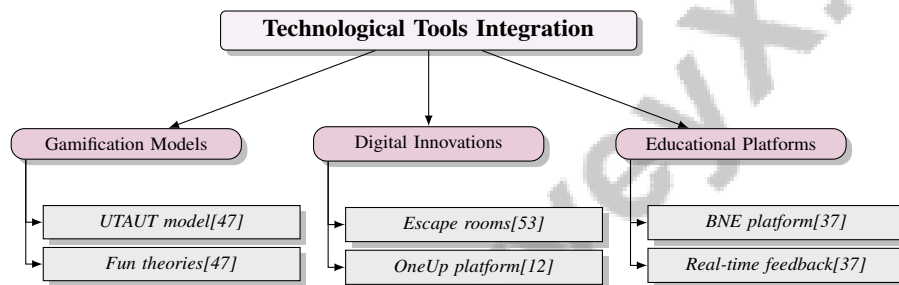 Technological Tools Integration
Gamification Models
Digital Innovations
Educational Platforms
UTAUT model[47]
Fun theories[47]
Escape rooms[53]
OneUp platform[12]
BNE platform[37]
Real-time feedback[37]